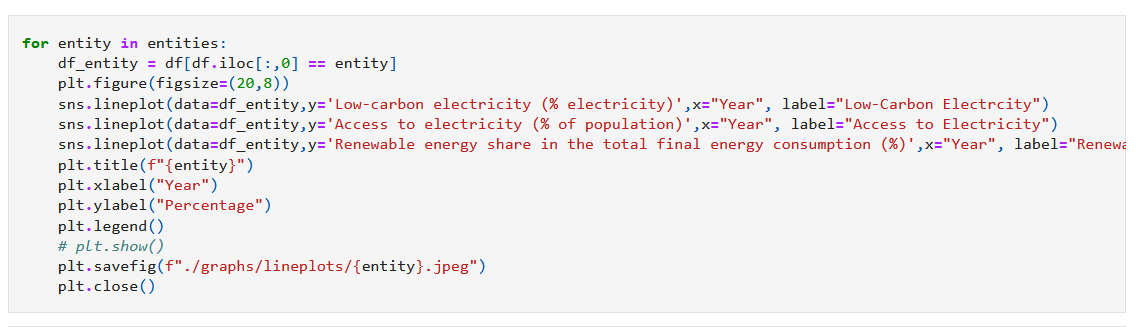 for entity in entities:
    df_entity = df[df.iloc[:,0] == entity]
    plt.figure(figsize=(20,8))
    sns.lineplot(data=df_entity,y='Low-carbon electricity (% electricity)',x="Year", label="Low-Carbon Electrcity")
    sns.lineplot(data=df_entity,y='Access to electricity (% of population)',x="Year", label="Access to Electricity")
    sns.lineplot(data=df_entity,y='Renewable energy share in the total final energy consumption (%)',x="Year", label="Renewa
    plt.title(f"{entity}")
    plt.xlabel("Year")
    plt.ylabel("Percentage")
    plt.legend()
    # plt.show()
    plt.savefig(f"./graphs/lineplots/{entity}.jpeg")
    plt.close()